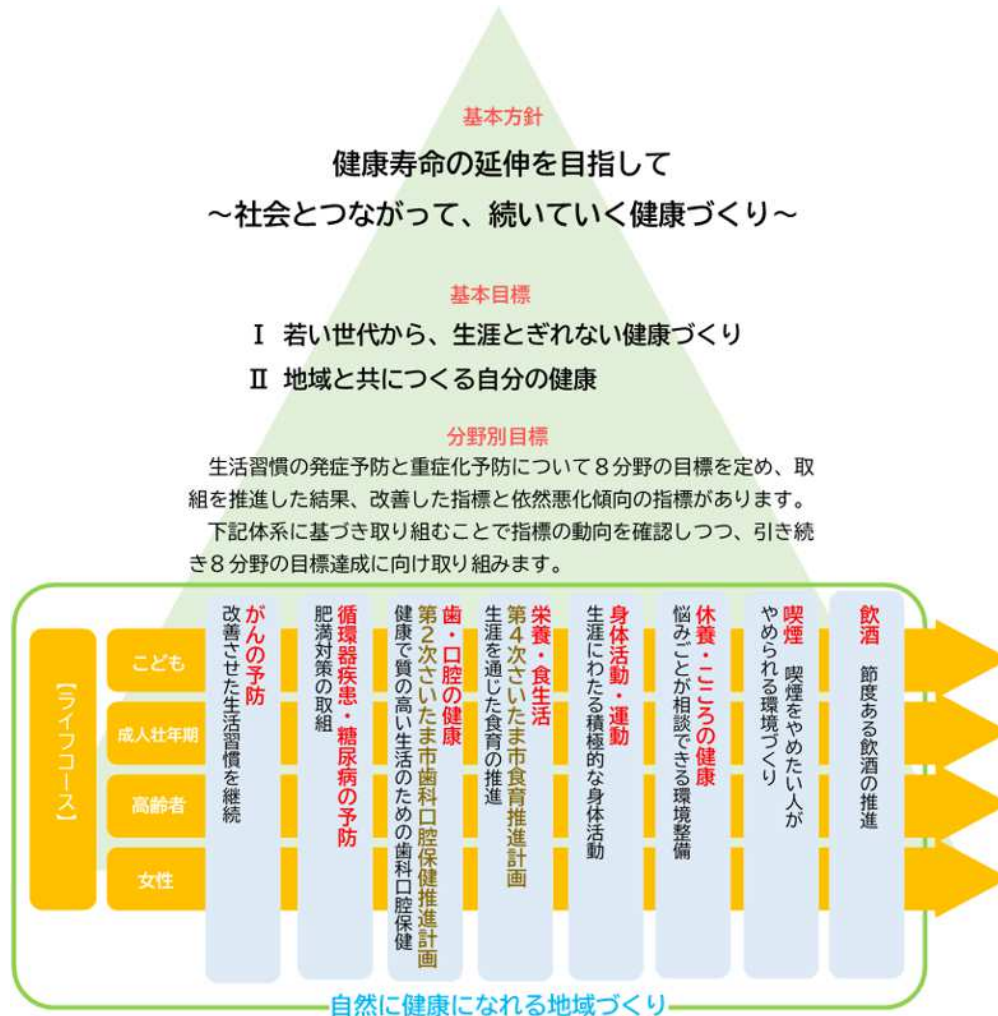 基本方針
健康寿命の延伸を目指して
～社会とつながって、続いていく健康づくり～
基本目標
Ⅰ 若い世代から、生涯とぎれない健康づくり
Ⅱ 地域と共につくる自分の健康
分野別目標
生活習慣の発症予防と重症化予防について８分野の目標を定め、取
組を推進した結果、改善した指標と依然悪化傾向の指標があります。
下記体系に基づき取り組むことで指標の動向を確認しつつ、引き続
き８分野の目標達成に向け取り組みます。
【ライフコース】
こども
成人壮年期
高齢者
女性
がんの予防
改善させた生活習慣を継続
循環器疾患・糖尿病の予防
肥満対策の取組
歯・口腔の健康
第２次さいたま市歯科口腔保健推進計画
健康で質の高い生活のための歯科口腔保健
栄養・食生活
第４次さいたま市食育推進計画
生涯を通じた食育の推進
身体活動・運動
生涯にわたる積極的な身体活動
休養・こころの健康
悩みごとが相談できる環境整備
喫煙 喫煙をやめたい人が
やめられる環境づくり
飲酒 節度ある飲酒の推進
自然に健康になれる地域づくり